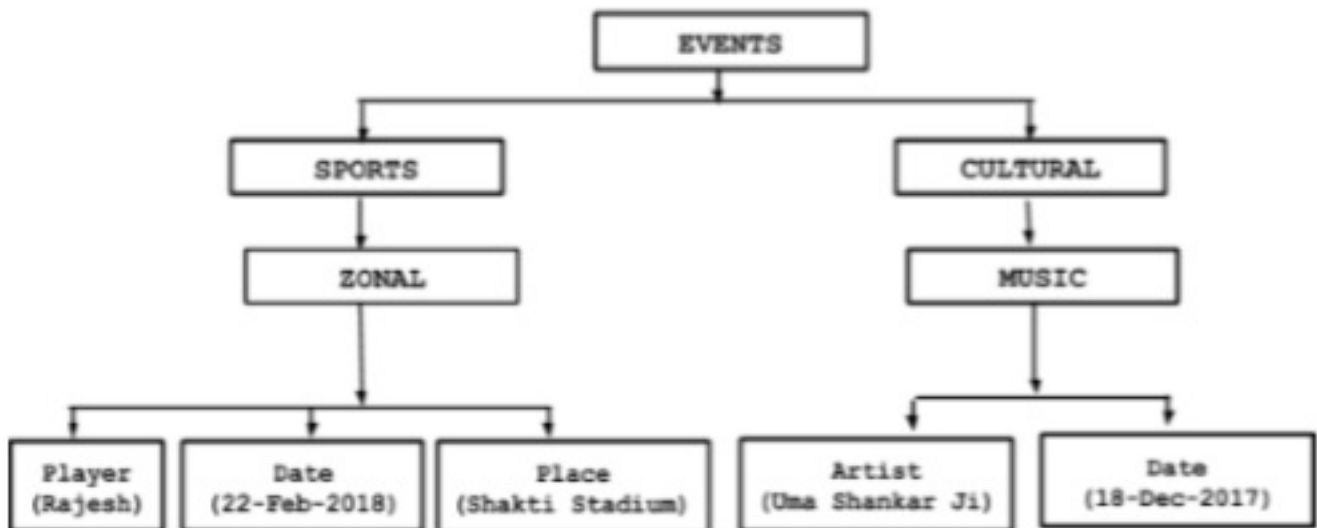 EVENTS
SPORTS
CULTURAL
ZONAL
MUSIC
Player
(Rajesh)
Date
(22-Feb-2018)
Place
(Shakti Stadium)
Artist
(Uma Shankar Ji)
Date
(18-Dec-2017)